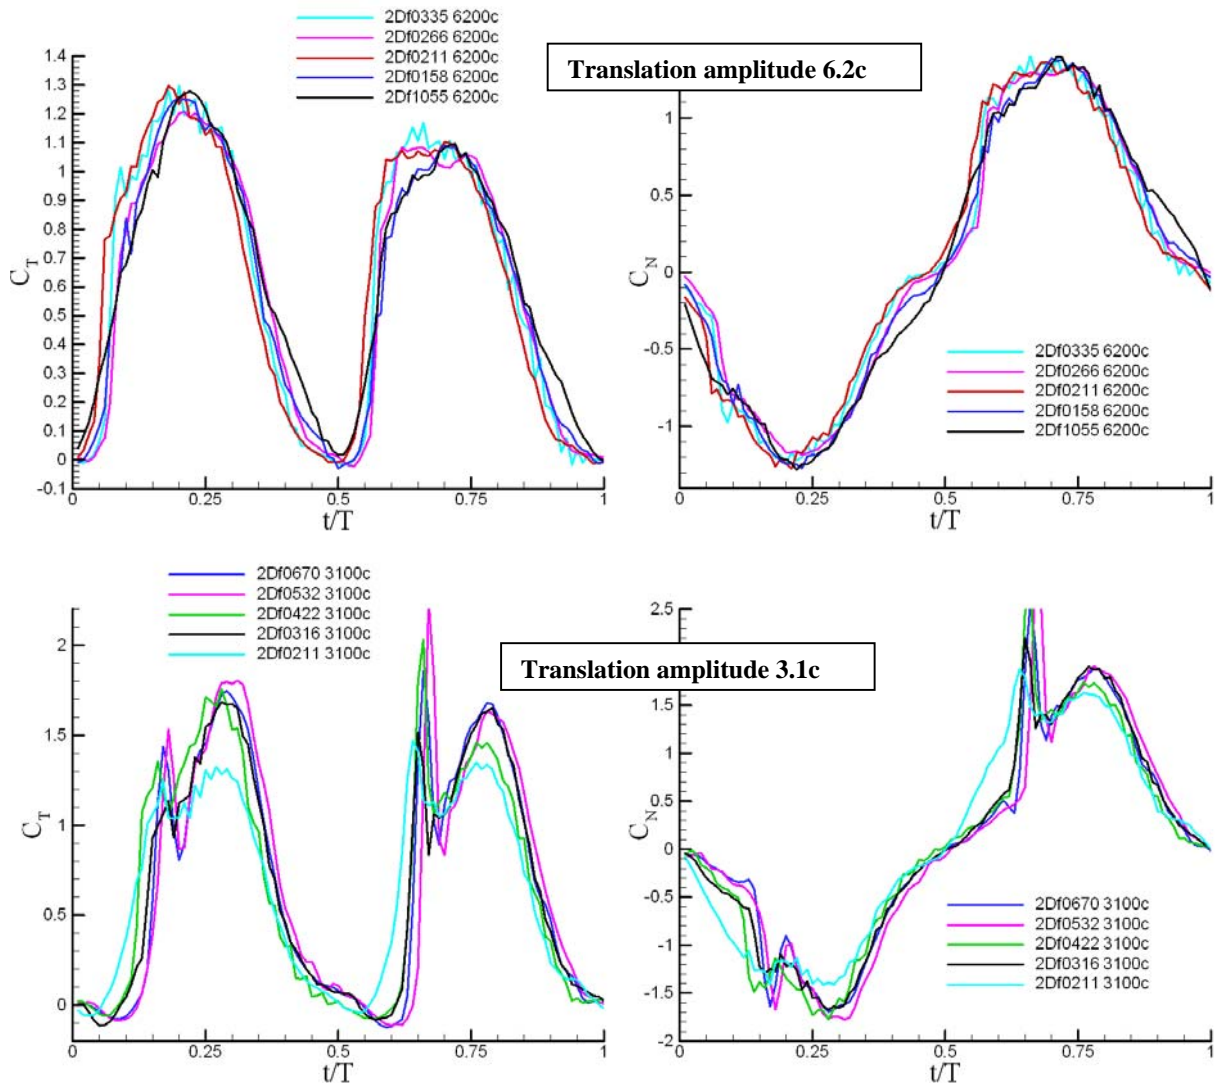 2Df0335 6200c
2Df0266 6200c
2Df0211 6200c
2Df0158 6200c
2Df1055 6200c
Translation amplitude 6.2c
1.4
1.3
1.2
1.1
1
0.9
0.8
0.7
0.6
0.5
0.4
0.3
0.2
0.1
0
-0.1
C_T
0
0.25
0.5
0.75
1
t/T
1
0.5
0
-0.5
-1
C_N
0
0.25
0.5
0.75
1
t/T
2Df0335 6200c
2Df0266 6200c
2Df0211 6200c
2Df0158 6200c
2Df1055 6200c
2Df0670 3100c
2Df0532 3100c
2Df0422 3100c
2Df0316 3100c
2Df0211 3100c
Translation amplitude 3.1c
2
1.5
1
0.5
0
C_T
0
0.25
0.5
0.75
1
t/T
2.5
2
1.5
1
0.5
0
-0.5
-1
-1.5
-2
C_N
0
0.25
0.5
0.75
1
t/T
2Df0670 3100c
2Df0532 3100c
2Df0422 3100c
2Df0316 3100c
2Df0211 3100c